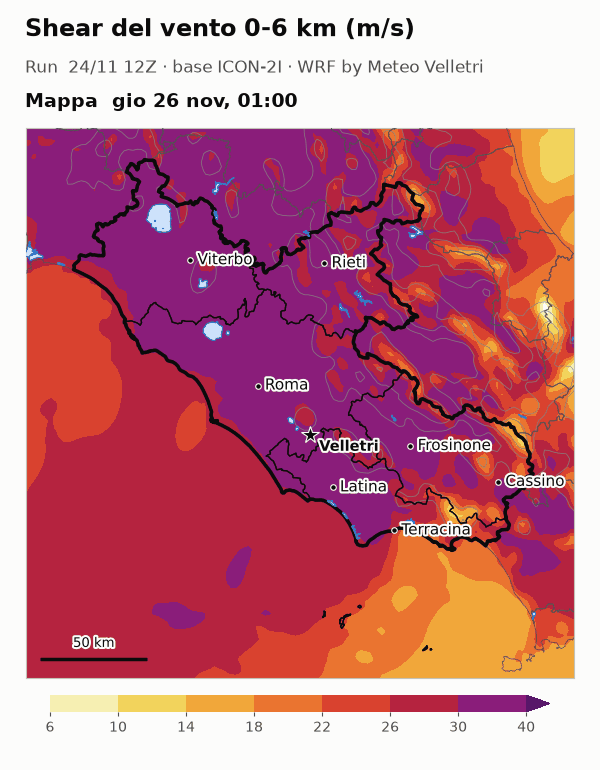 Shear del vento 0-6 km (m/s)
Run  24/11 12Z · base ICON-2I · WRF by Meteo Velletri
Mappa  gio 26 nov, 01:00
Viterbo
Rieti
Roma
Velletri
Frosinone
Latina
Cassino
Terracina
50 km
6 10 14 18 22 26 30 40